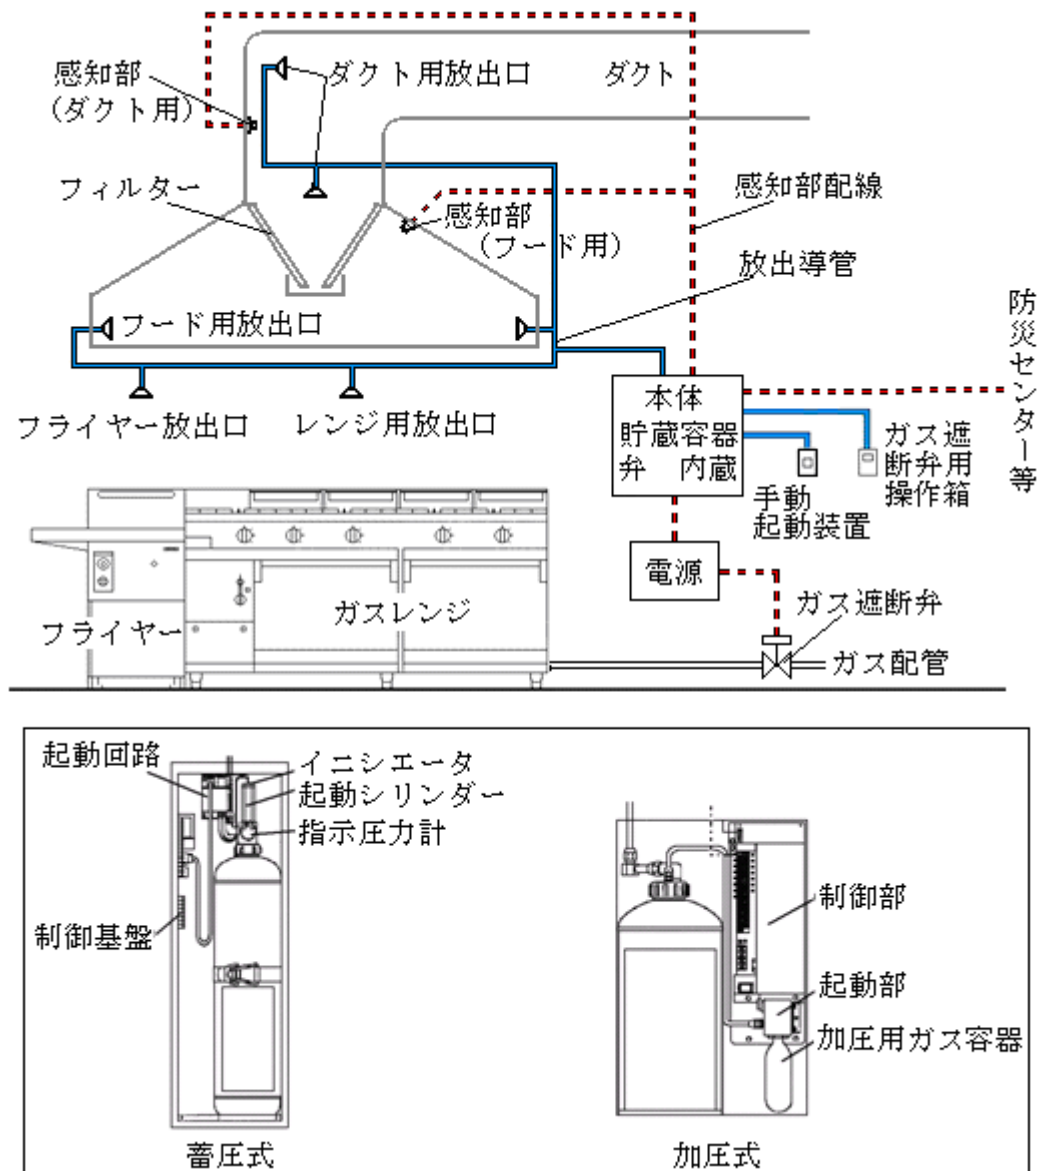 感知部
(ダクト用)
ダクト用放出口
ダクト
フィルター
感知部
(フード用)
感知部配線
放出導管
防災センター等
フード用放出口
フライヤー放出口
レンジ用放出口
本体
貯蔵容器
弁 内蔵
手動
起動装置
ガス遮
断弁用
操作箱
電源
ガス遮断弁
ガス配管
フライヤー
ガスレンジ
起動回路
イニシエータ
起動シリンダー
指示圧力計
制御基盤
蓄圧式
制御部
起動部
加圧用ガス容器
加圧式